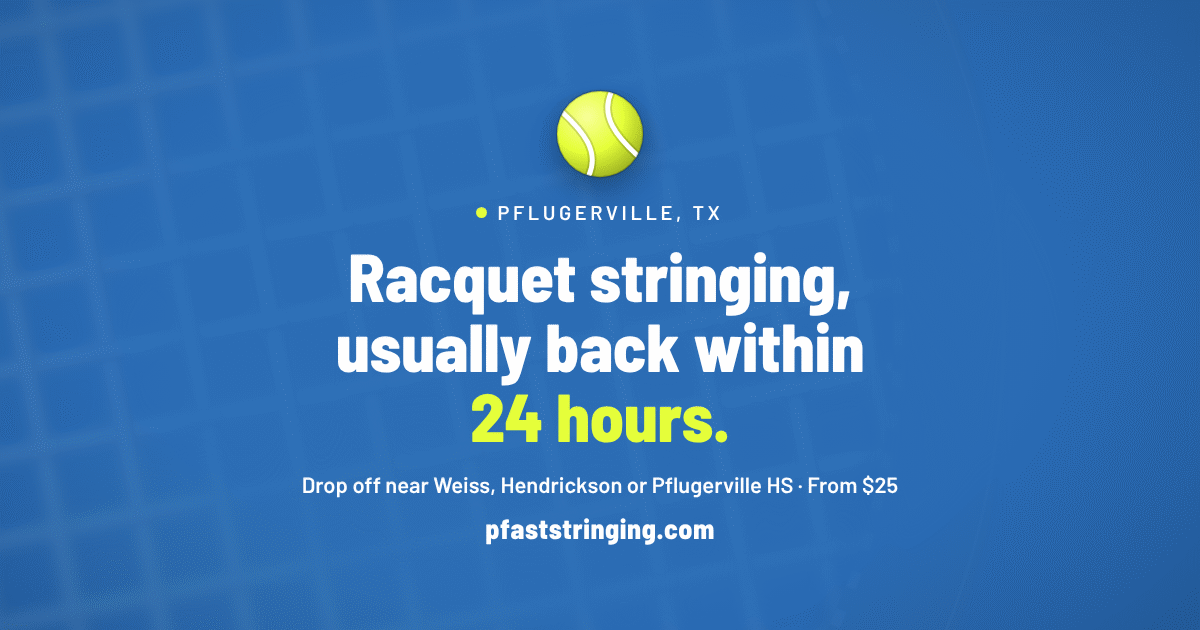 PFLUGERVILLE, TX
Racquet stringing,
usually back within
24 hours.
Drop off near Weiss, Hendrickson or Pflugerville HS · From $25
pfaststringing.com